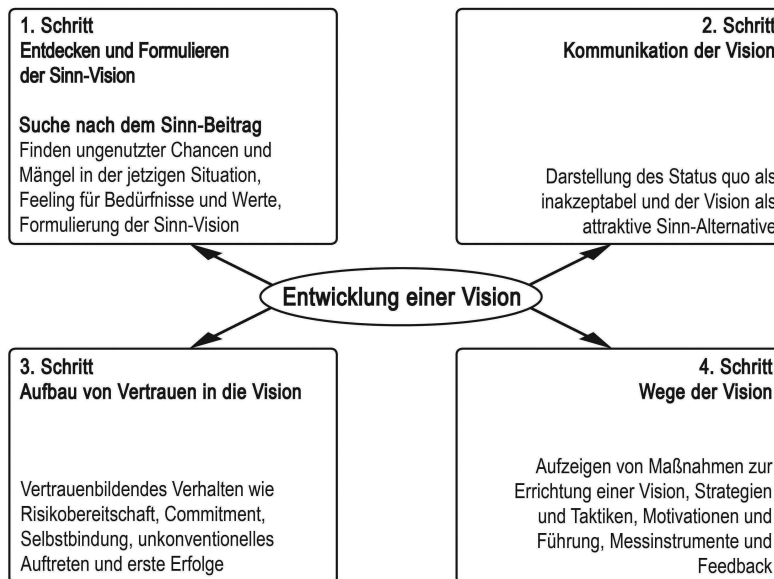 1. Schritt
Entdecken und Formulieren
der Sinn-Vision
Suche nach dem Sinn-Beitrag
Finden ungenutzter Chancen und
Mängel in der jetzigen Situation,
Feeling für Bedürfnisse und Werte,
Formulierung der Sinn-Vision
2. Schritt
Kommunikation der Vision
Darstellung des Status quo als
inakzeptabel und der Vision als
attraktive Sinn-Alternative
Entwicklung einer Vision
3. Schritt
Aufbau von Vertrauen in die Vision
Vertrauenbildendes Verhalten wie
Risikobereitschaft, Commitment,
Selbstbindung, unkonventionelles
Auftreten und erste Erfolge
4. Schritt
Wege der Vision
Aufzeigen von Maßnahmen zur
Errichtung einer Vision, Strategien
und Taktiken, Motivationen und
Führung, Messinstrumente und
Feedback